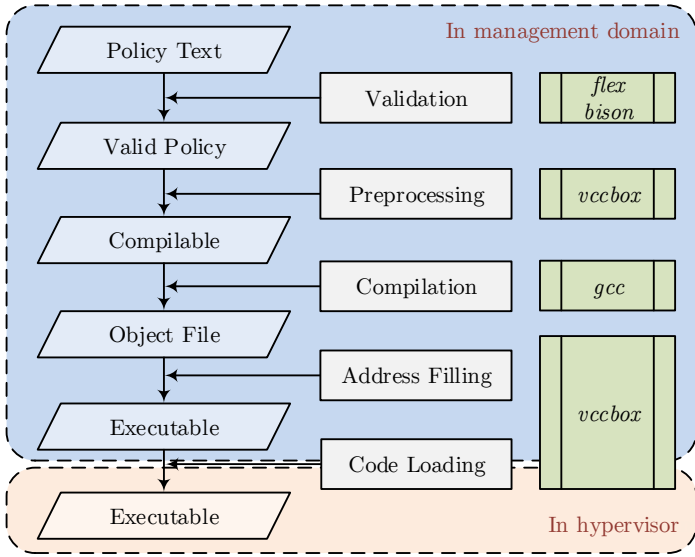 In management domain
Policy Text
Validation
flex
bison
Valid Policy
Preprocessing
vccbox
Compilable
Compilation
gcc
Object File
Address Filling
vccbox
Executable
Code Loading
Executable
In hypervisor